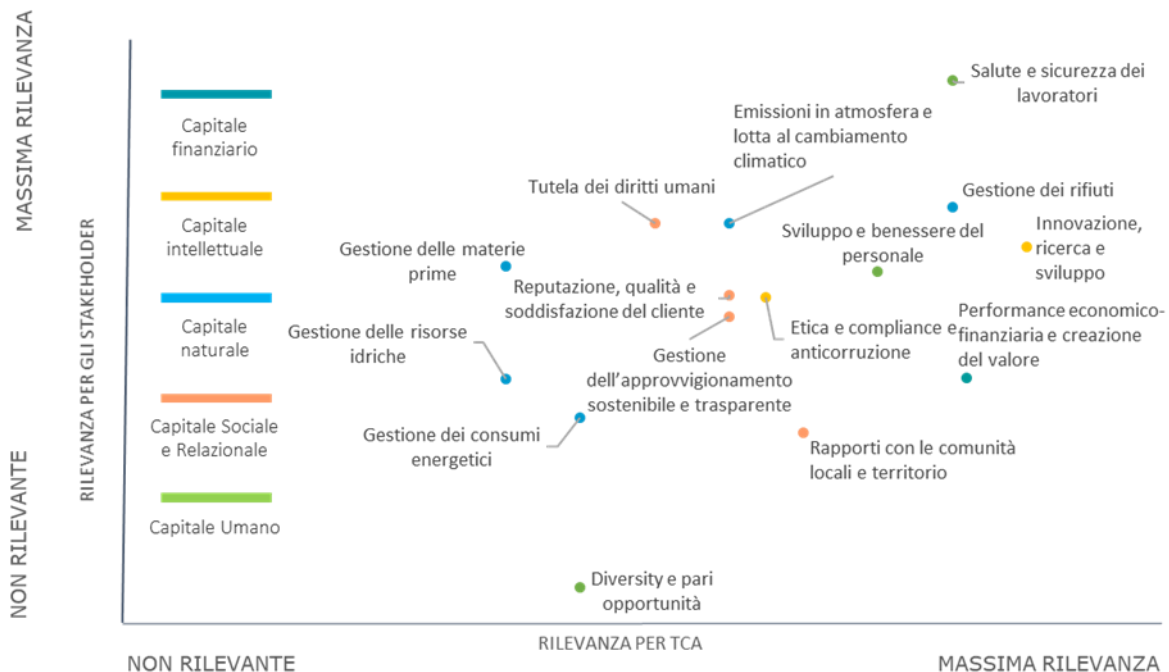 MASSIMA RILEVANZA
RILEVANZA PER GLI STAKEHOLDER
NON RILEVANTE
Capitale
finanziario
Capitale
intellettuale
Capitale
naturale
Capitale Sociale
e Relazionale
Capitale Umano
Salute e sicurezza dei
lavoratori
Emissioni in atmosfera e
lotta al cambiamento
climatico
Tutela dei diritti umani
Gestione dei rifiuti
Sviluppo e benessere del
personale
Innovazione,
ricerca e
sviluppo
Gestione delle materie
prime
Reputazione, qualità e
soddisfazione del cliente
Etica e compliance e
anticorruzione
Performance economico-
finanziaria e creazione
del valore
Gestione delle risorse
idriche
Gestione
dell'approvvigionamento
sostenibile e trasparente
Gestione dei consumi
energetici
Rapporti con le comunità
locali e territorio
Diversity e pari
opportunità
RILEVANZA PER TCA
NON RILEVANTE
MASSIMA RILEVANZA